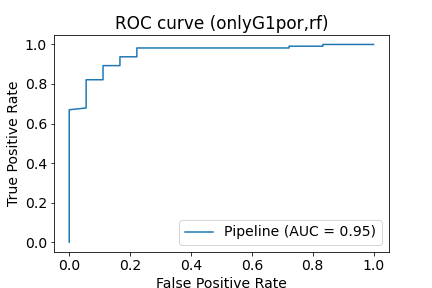 ROC curve (onlyG1por,rf)
True Positive Rate
1.0
0.8
0.6
0.4
0.2
0.0
Pipeline (AUC = 0.95)
0.0 0.2 0.4 0.6 0.8 1.0
False Positive Rate